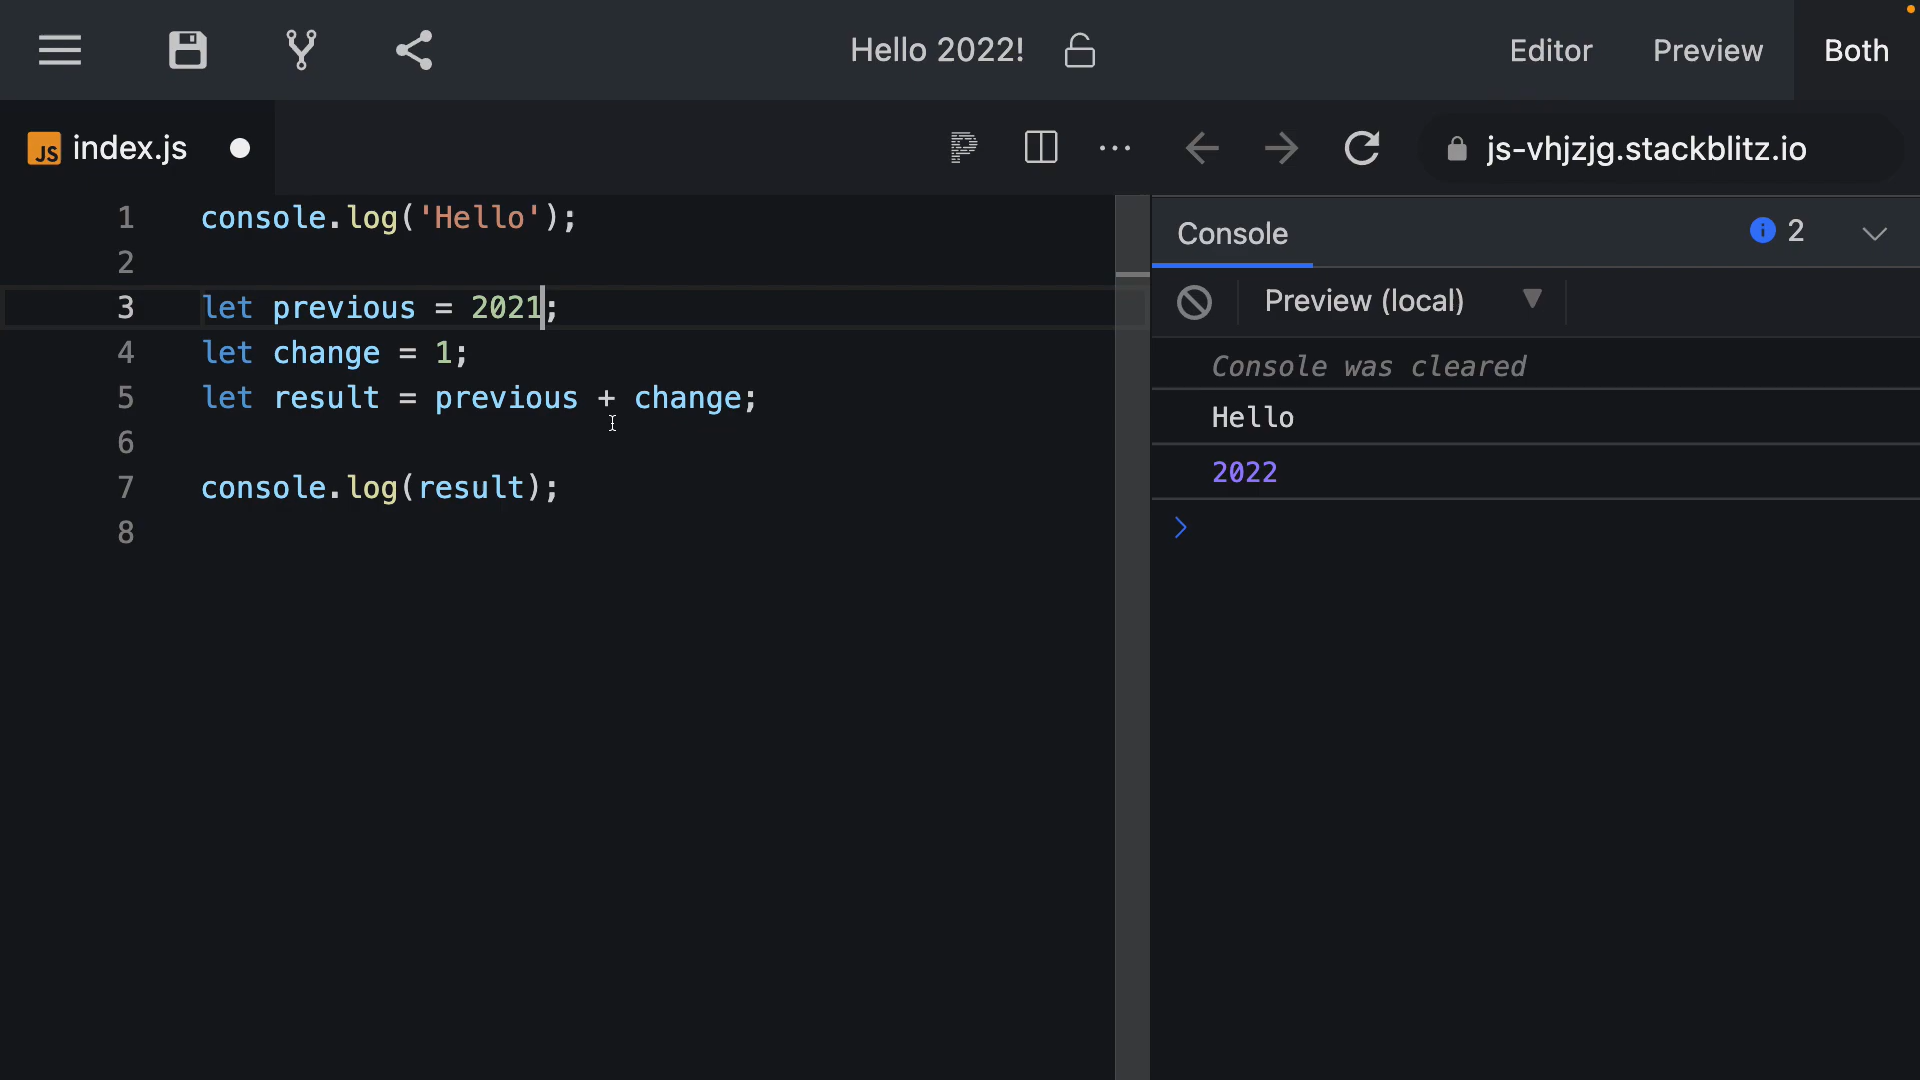 Hello 2022!
Editor
Preview
Both
JS index.js
js-vhjzjg.stackblitz.io
1 console.log('Hello');
2
3 let previous = 2021;
4 let change = 1;
5 let result = previous + change;
6
7 console.log(result);
8
Console
2
Preview (local)
Console was cleared
Hello
2022